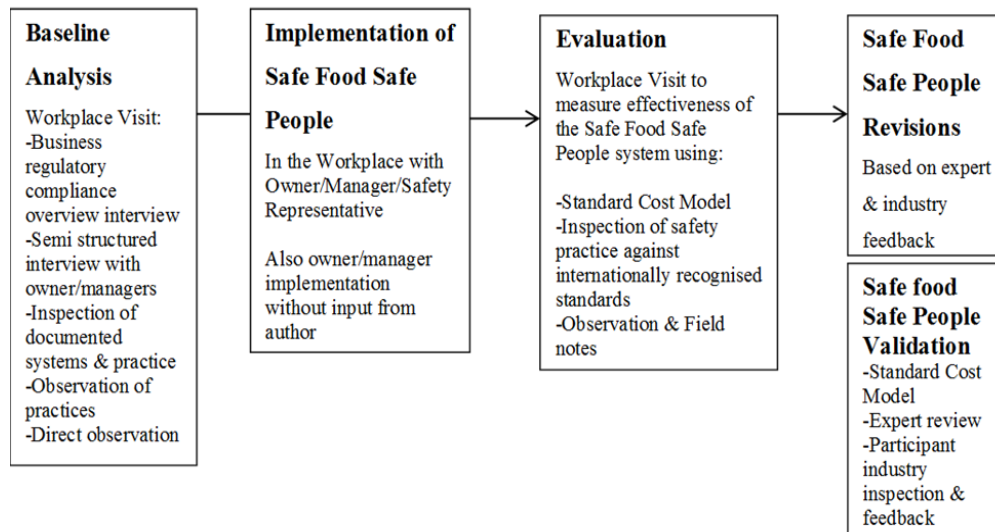 Baseline
Analysis
Workplace Visit:
-Business
regulatory
compliance
overview interview
-Semi structured
interview with
owner/managers
-Inspection of
documented
systems & practice
-Observation of
practices
-Direct observation
Implementation of
Safe Food Safe
People
In the Workplace with
Owner/Manager/Safety
Representative
Also owner/manager
implementation
without input from
author
Evaluation
Workplace Visit to
measure effectiveness of
the Safe Food Safe
People system using:
-Standard Cost Model
-Inspection of safety
practice against
internationally recognised
standards
-Observation & Field
notes
Safe Food
Safe People
Revisions
Based on expert
& industry
feedback
Safe food
Safe People
Validation
-Standard Cost
Model
-Expert review
-Participant
industry
inspection &
feedback